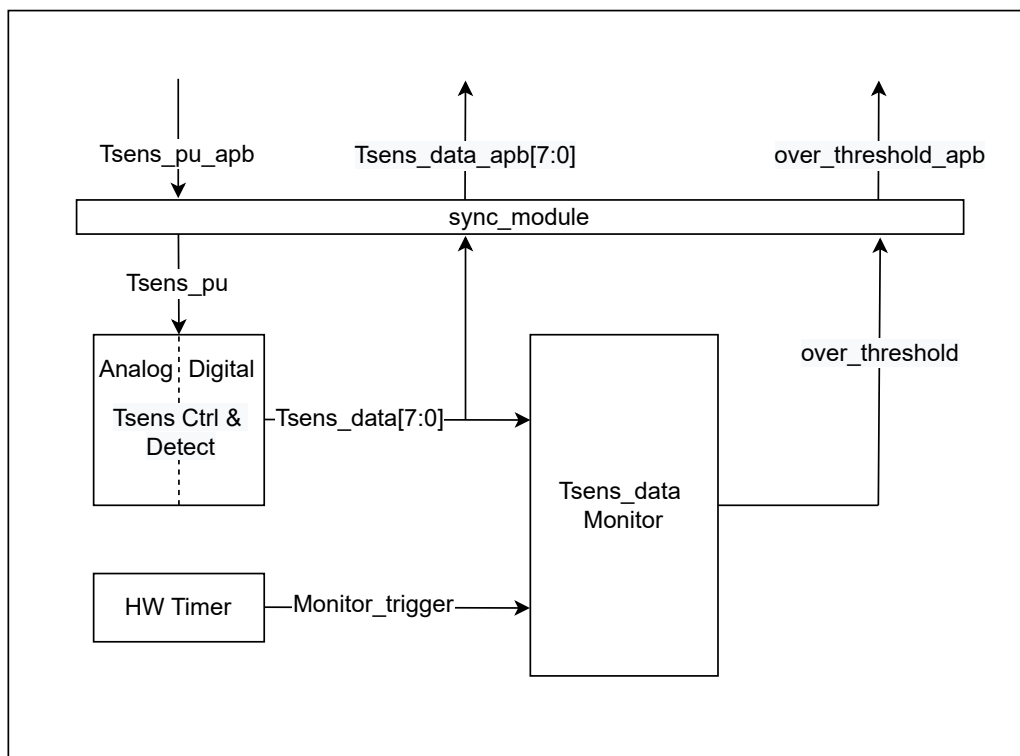 Tsens_pu_apb
Tsens_data_apb[7:0]
over_threshold_apb
sync_module
Tsens_pu
over_threshold
Analog
Digital
Tsens Ctrl &
Detect
Tsens_data[7:0]
Tsens_data
Monitor
HW Timer
Monitor_trigger